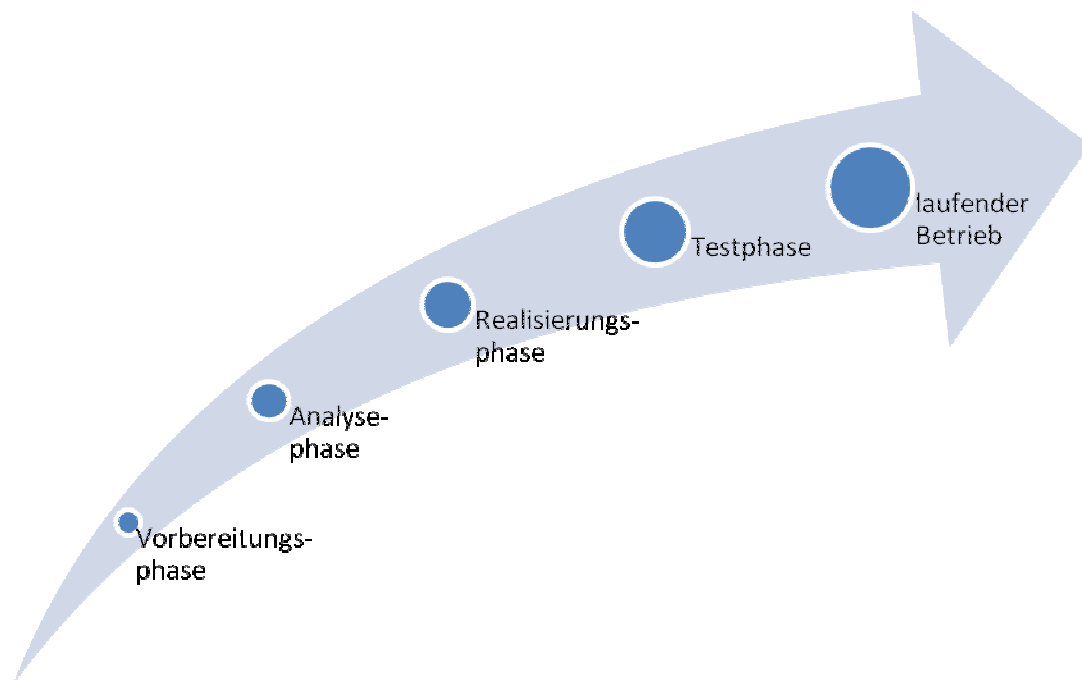 laufender
Betrieb
Testphase
Realisierungs-
phase
Analyse-
phase
Vorbereitungs-
phase